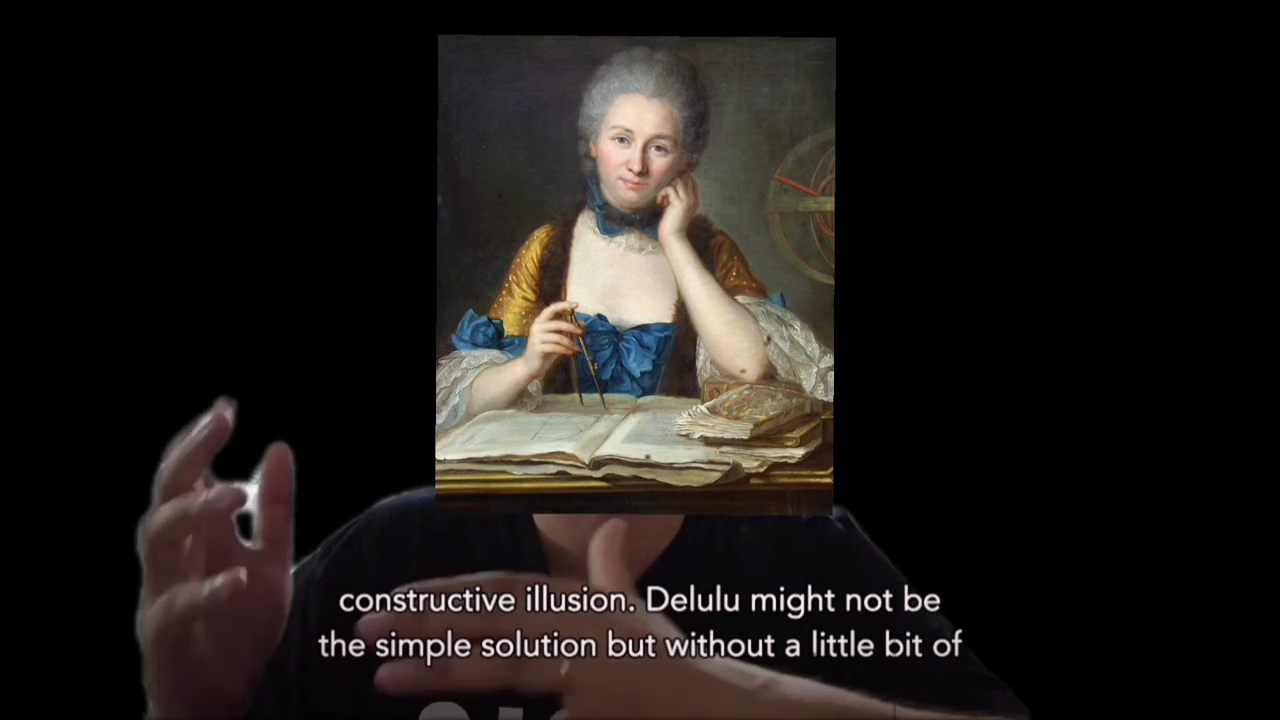 constructive illusion. Delulu might not be
the simple solution but without a little bit of